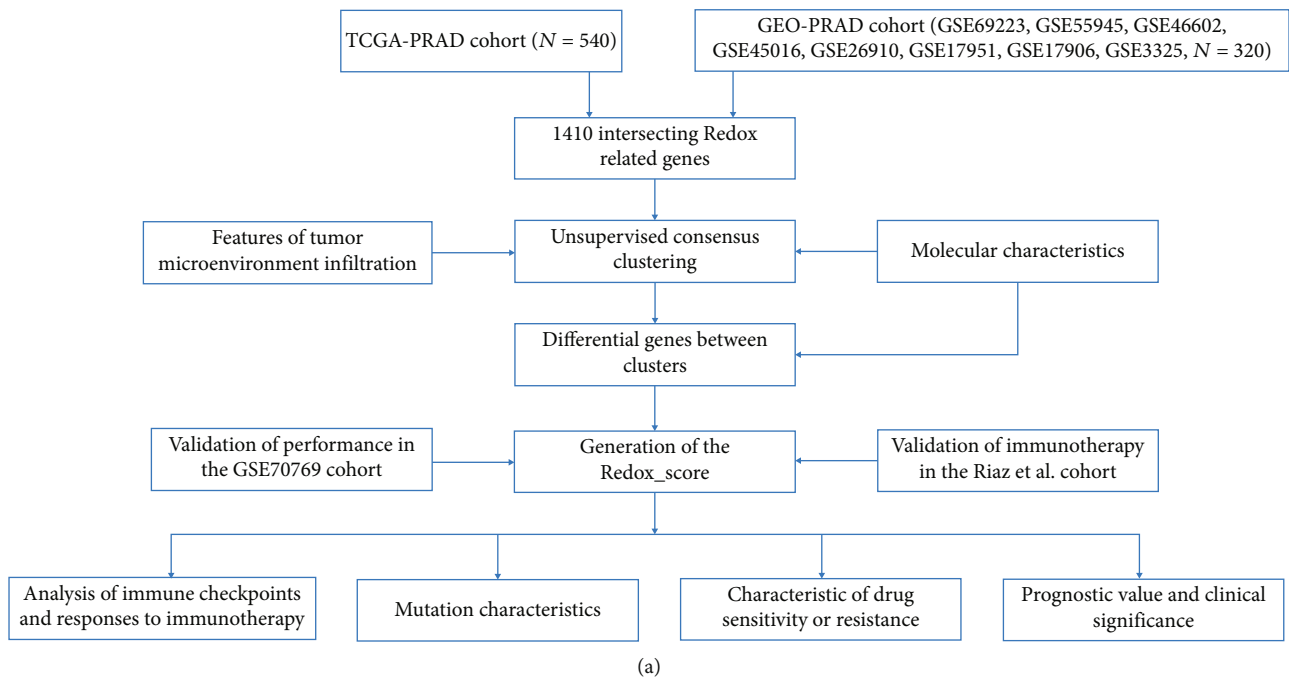 TCGA-PRAD cohort (N = 540)
GEO-PRAD cohort (GSE69223, GSE55945, GSE46602,
GSE45016, GSE26910, GSE17951, GSE17906, GSE3325, N = 320)
1410 intersecting Redox
related genes
Features of tumor
microenvironment infiltration
Unsupervised consensus
clustering
Molecular characteristics
Differential genes between
clusters
Validation of performance in
the GSE70769 cohort
Generation of the
Redox_score
Validation of immunotherapy
in the Riaz et al. cohort
Analysis of immune checkpoints
and responses to immunotherapy
Mutation characteristics
Characteristic of drug
sensitivity or resistance
Prognostic value and clinical
significance
(a)